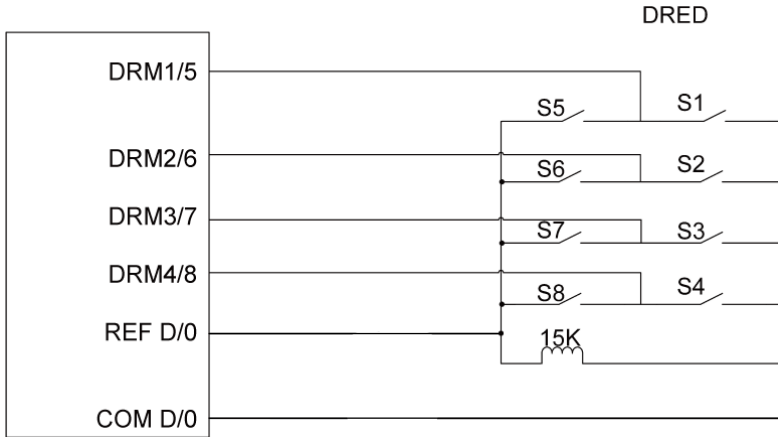 DRED
DRM1/5
S5
S1
DRM2/6
S6
S2
DRM3/7
S7
S3
DRM4/8
S8
S4
REF D/0
15K
COM D/0